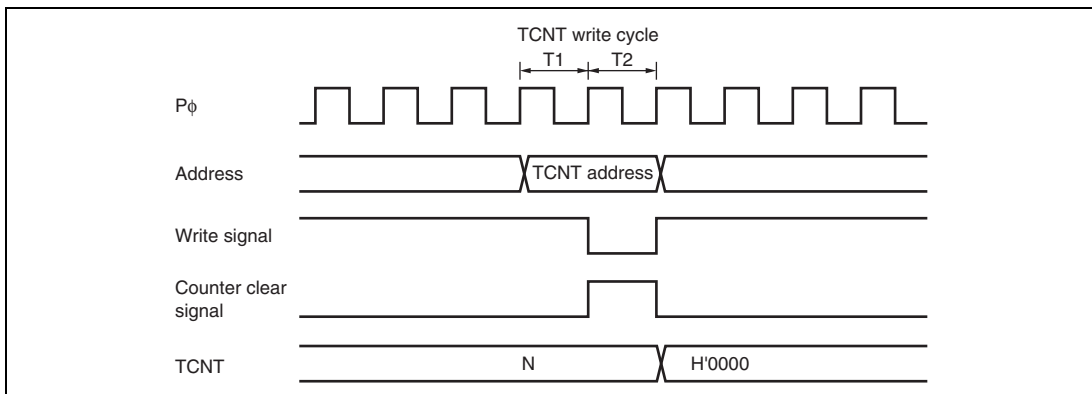 TCNT write cycle
T1 T2
Pϕ
Address
TCNT address
Write signal
Counter clear
signal
TCNT
N
H'0000